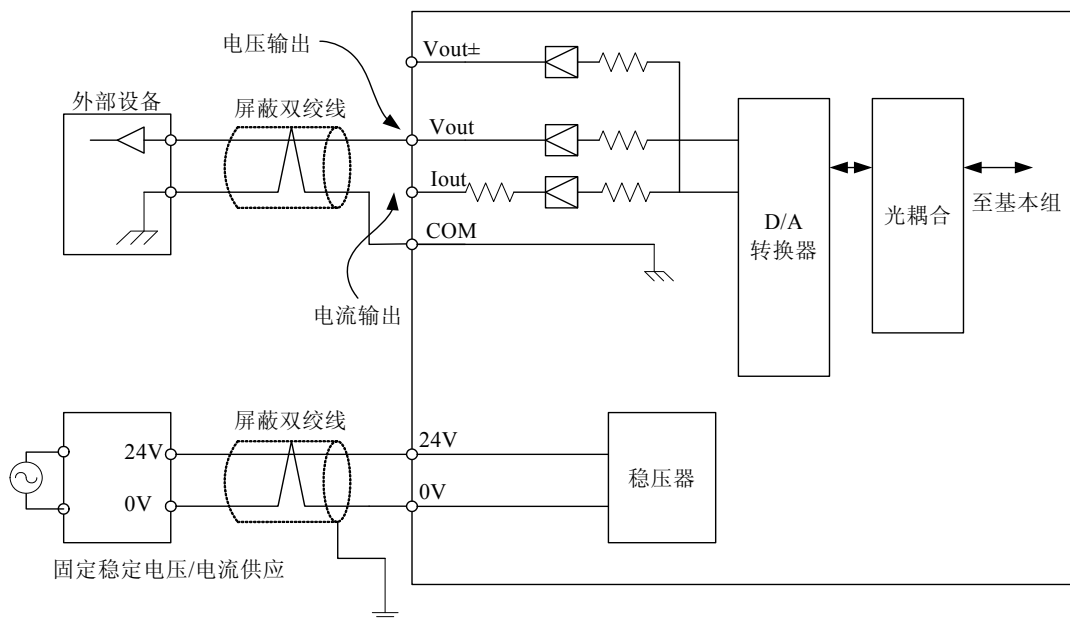 电压输出
Vout±
外部设备
屏蔽双绞线
Vout
Iout
COM
D/A
转换器
光耦合
至基本组
电流输出
屏蔽双绞线
24V
0V
24V
0V
稳压器
固定稳定电压/电流供应